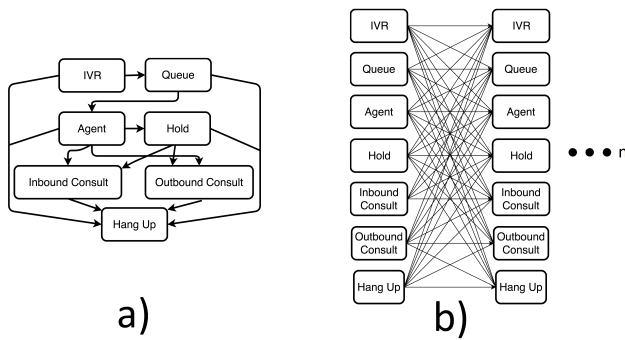 IVR
Queue
Agent
Hold
Inbound Consult
Outbound Consult
Hang Up
a)
IVR
IVR
Queue
Queue
Agent
Agent
Hold
Hold
Inbound
Consult
Inbound
Consult
Outbound
Consult
Outbound
Consult
Hang Up
Hang Up
n
b)